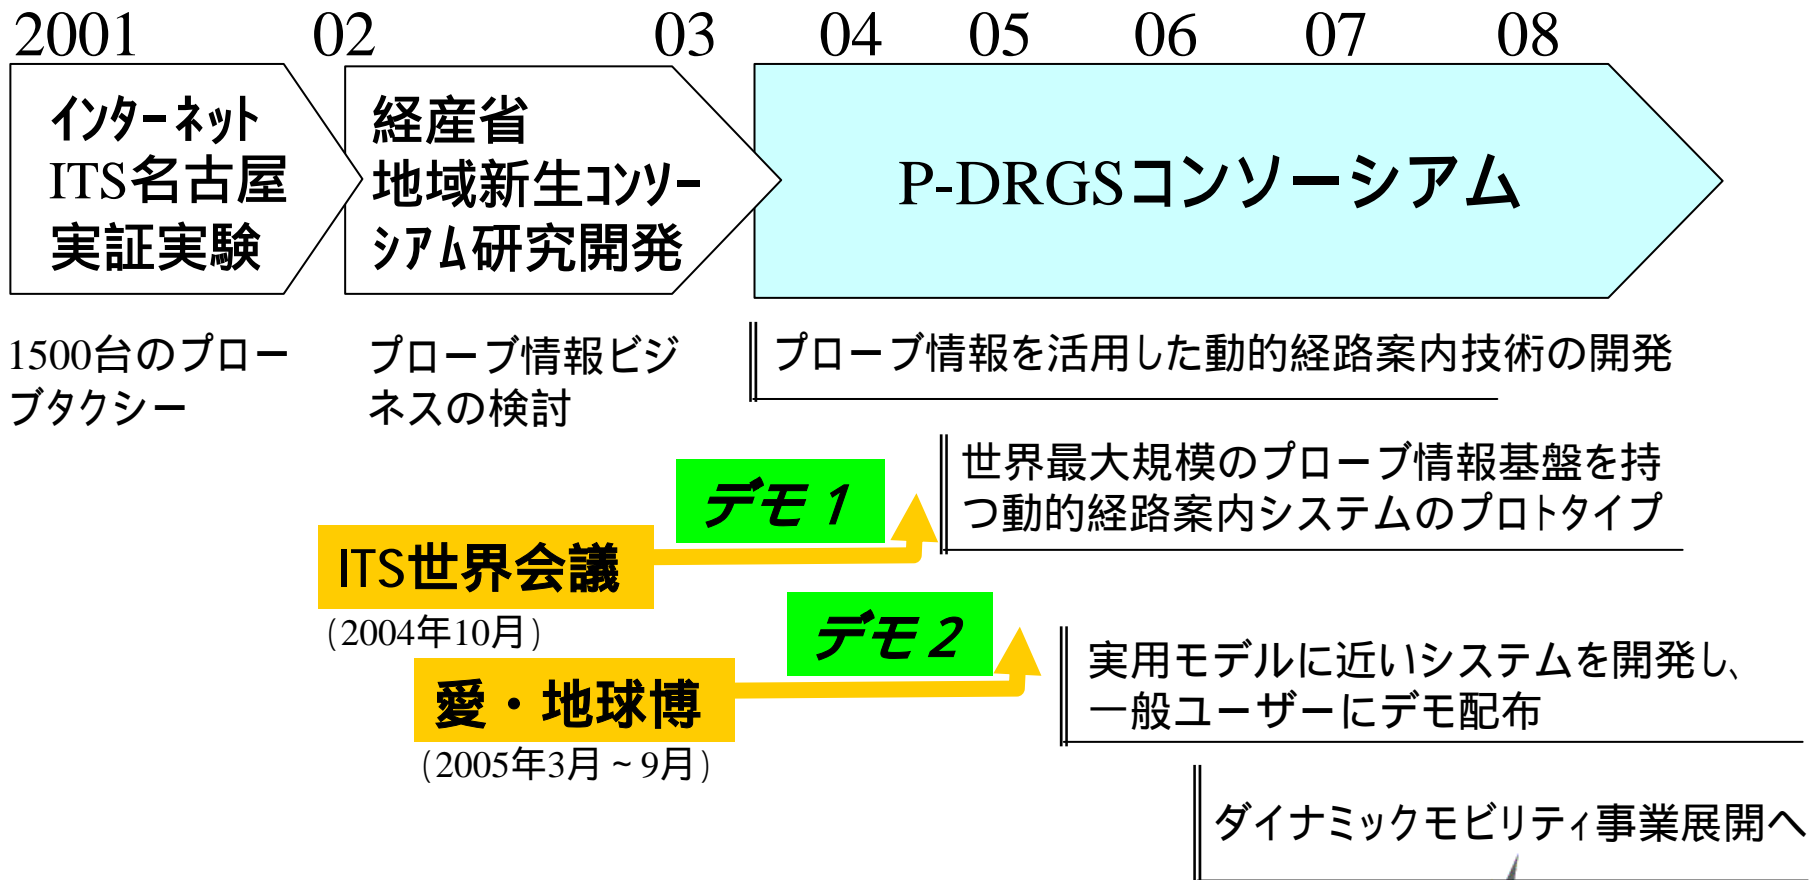 2001 02 03 04 05 06 07 08
インターネット
ITS名古屋
実証実験
経産省
地域新生コンソー
シアム研究開発
P-DRGSコンソーシアム
1500台のプロー
ブタクシー
プローブ情報ビジ
ネスの検討
プローブ情報を活用した動的経路案内技術の開発
デモ1
世界最大規模のプローブ情報基盤を持
つ動的経路案内システムのプロトタイプ
ITS世界会議
(2004年10月)
デモ2
実用モデルに近いシステムを開発し、
一般ユーザーにデモ配布
愛・地球博
(2005年3月~9月)
ダイナミックモビリティ事業展開へ